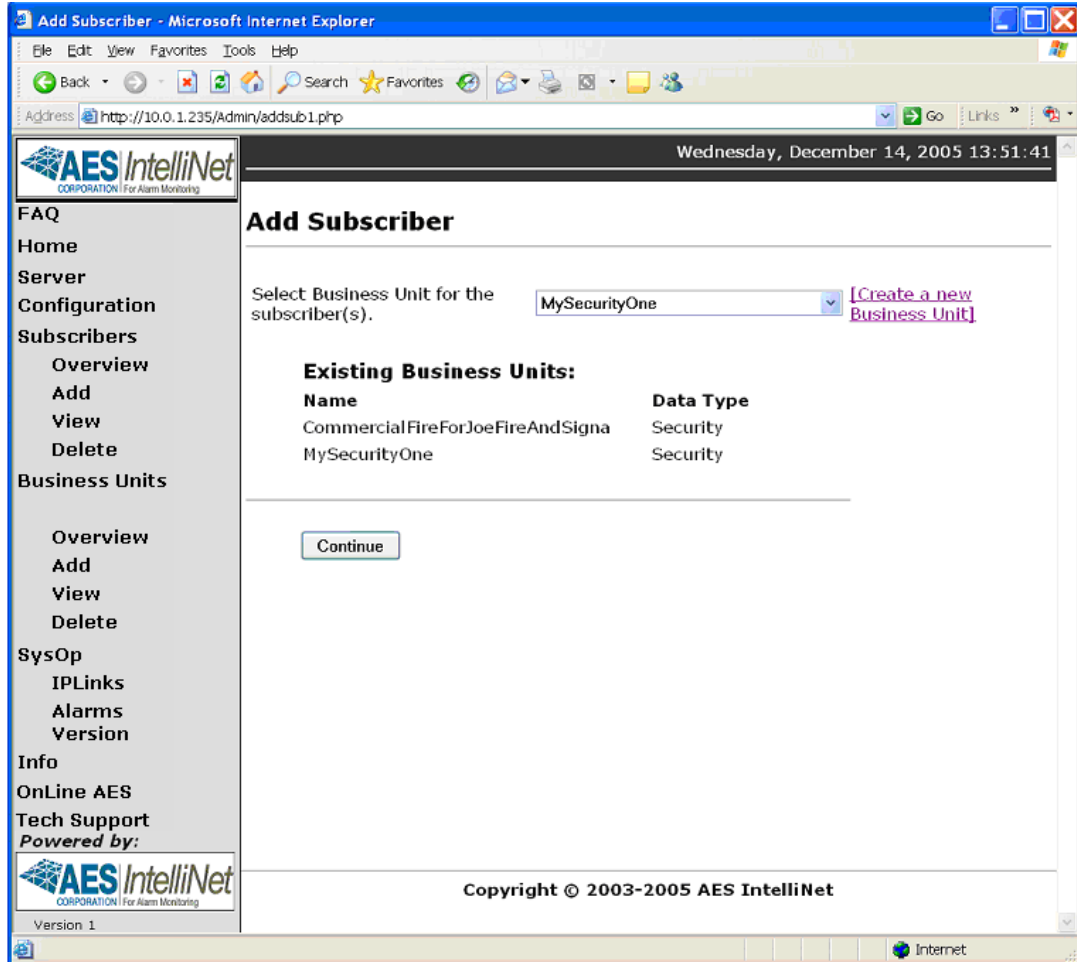 Add Subscriber - Microsoft Internet Explorer
File Edit View Favorites Tools Help
Back Search Favorites
Address http://10.0.1.235/Admin/addsub1.php Go Links »
AES IntelliNet
CORPORATION For Alarm Monitoring
Wednesday, December 14, 2005 13:51:41
FAQ
Home
Server
Configuration
Subscribers
Overview
Add
View
Delete
Business Units
Overview
Add
View
Delete
SysOp
IPLinks
Alarms
Version
Info
OnLine AES
Tech Support
Powered by:
AES IntelliNet
CORPORATION For Alarm Monitoring
Version 1
Add Subscriber
Select Business Unit for the
subscriber(s).
MySecurityOne
[Create a new
Business Unit]
Existing Business Units:
Name Data Type
CommercialFireForJoeFireAndSigna Security
MySecurityOne Security
Continue
Copyright © 2003-2005 AES IntelliNet
Internet